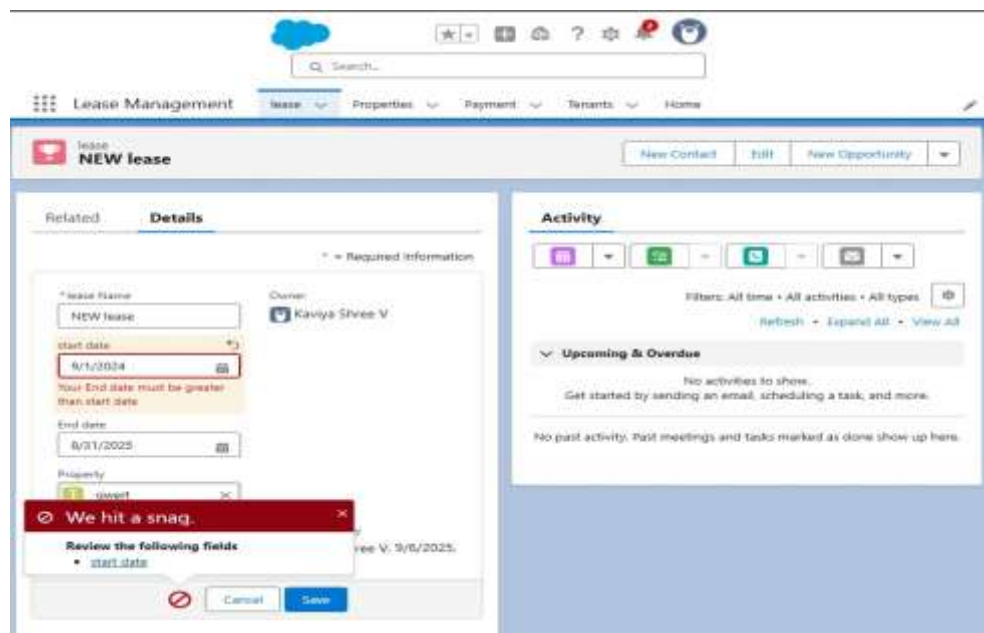 Search...
Lease Management
lease
Properties
Payment
Tenants
Home
lease
NEW lease
New Contact
Edit
New Opportunity
Related
Details
* = Required Information
*lease Name
NEW lease
Owner
Kaviya Shree V
start date
9/1/2024
Your End date must be greater
than start date
End date
8/31/2025
Property
qwert
We hit a snag.
Review the following fields
• start date
ree V, 9/6/2025,
Cancel
Save
Activity
Filters: All time • All activities • All types
Refresh • Expand All • View All
Upcoming & Overdue
No activities to show.
Get started by sending an email, scheduling a task, and more.
No past activity. Past meetings and tasks marked as done show up here.